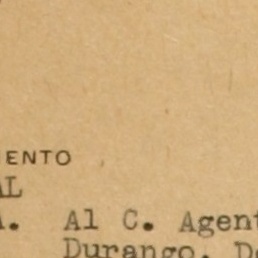 ENTO
AL
A. Al C. Agent
Durango. D